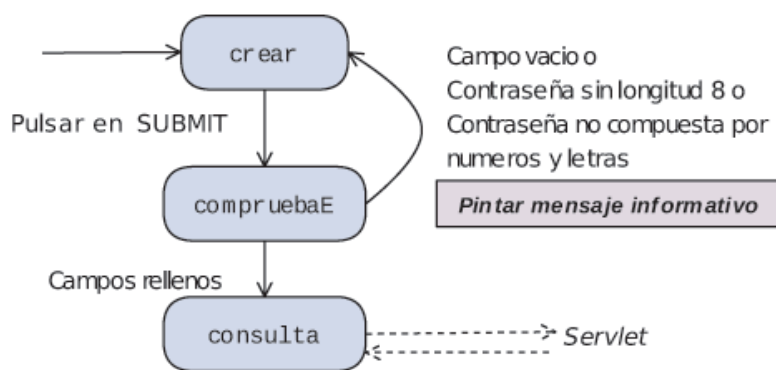 crear
Campo vacio o
Contraseña sin longitud 8 o
Pulsar en SUBMIT
Contraseña no compuesta por
numeros y letras
compruebaE
Pintar mensaje informativo
Campos rellenos
consulta
Servlet